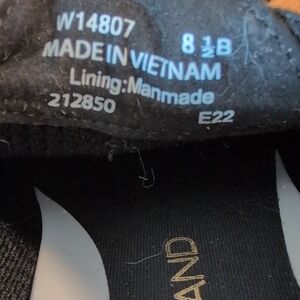 W14807 8 ½ B
MADE IN VIETNAM
Lining: Manmade
212850 E22
AND